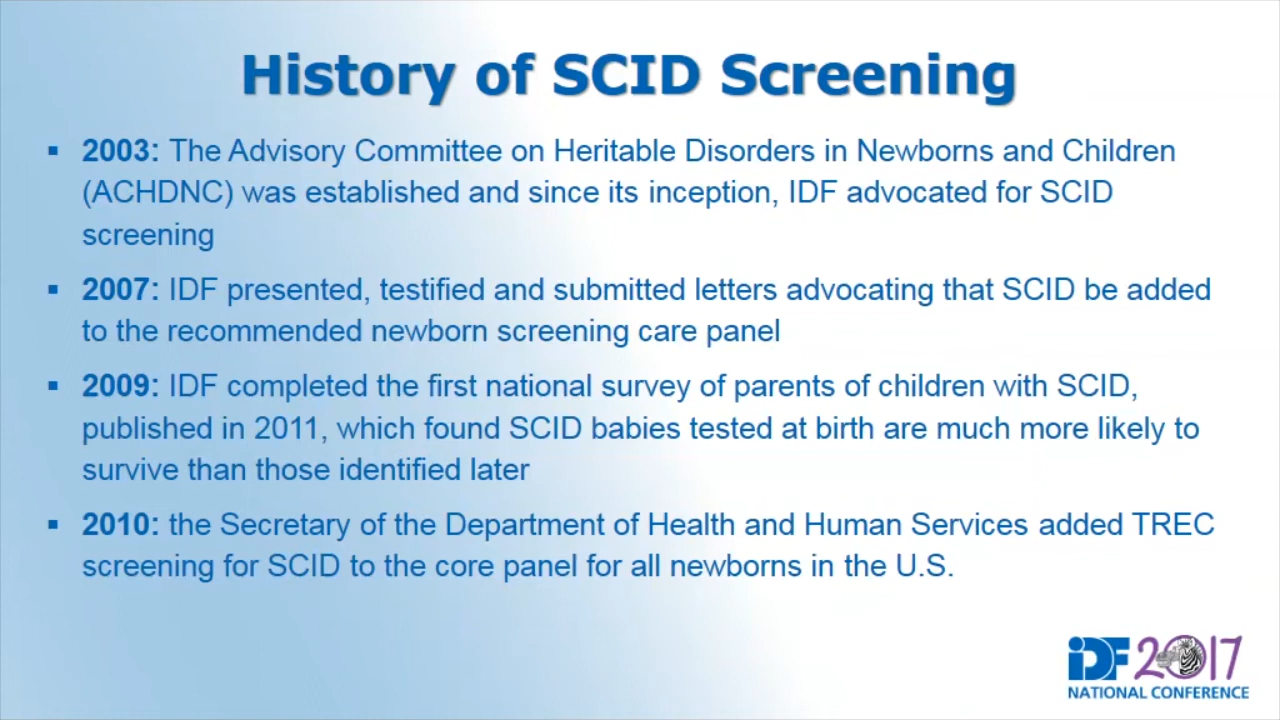 History of SCID Screening
▪ 2003: The Advisory Committee on Heritable Disorders in Newborns and Children
(ACHDNC) was established and since its inception, IDF advocated for SCID
screening
▪ 2007: IDF presented, testified and submitted letters advocating that SCID be added
to the recommended newborn screening care panel
▪ 2009: IDF completed the first national survey of parents of children with SCID,
published in 2011, which found SCID babies tested at birth are much more likely to
survive than those identified later
▪ 2010: the Secretary of the Department of Health and Human Services added TREC
screening for SCID to the core panel for all newborns in the U.S.
iDF 2017
NATIONAL CONFERENCE